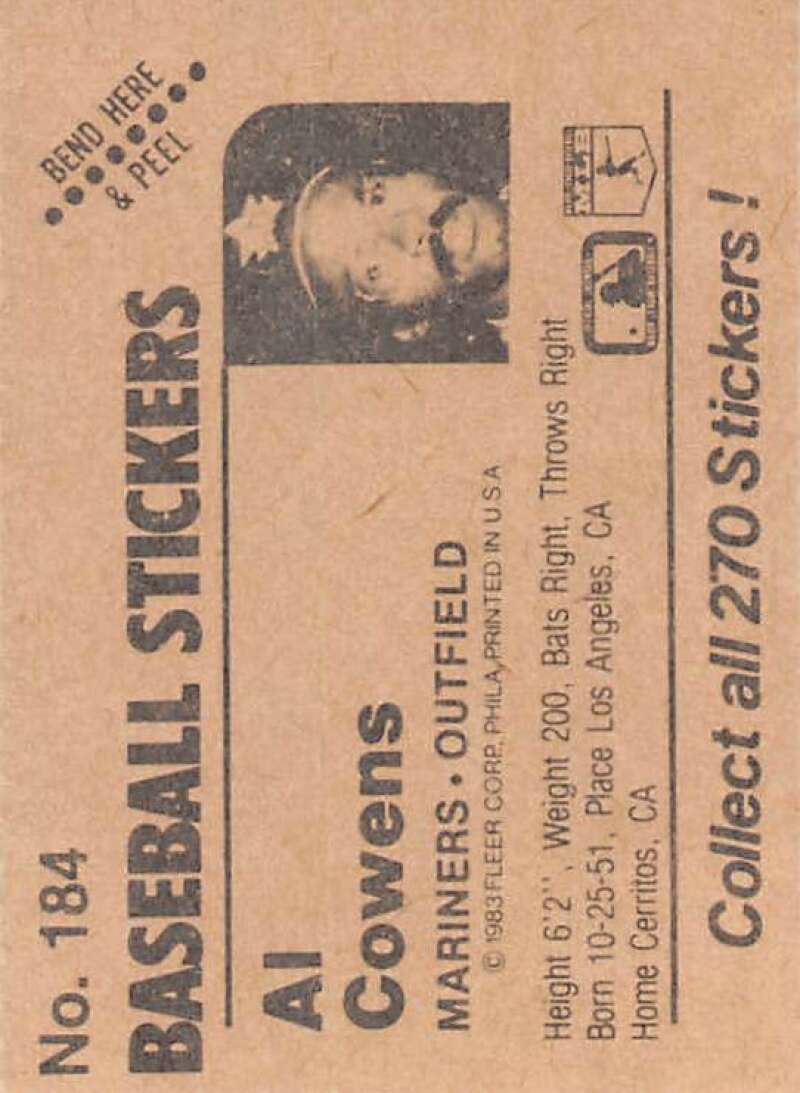 No. 184
BEND HERE
& PEEL
BASEBALL STICKERS
Al
Cowens
MARINERS • OUTFIELD
© 1983 FLEER CORP., PHILA., PRINTED IN U.S.A
Height 6'2", Weight 200, Bats Right, Throws Right
Born 10-25-51, Place Los Angeles, CA
Home Cerritos, CA
Collect all 270 Stickers!